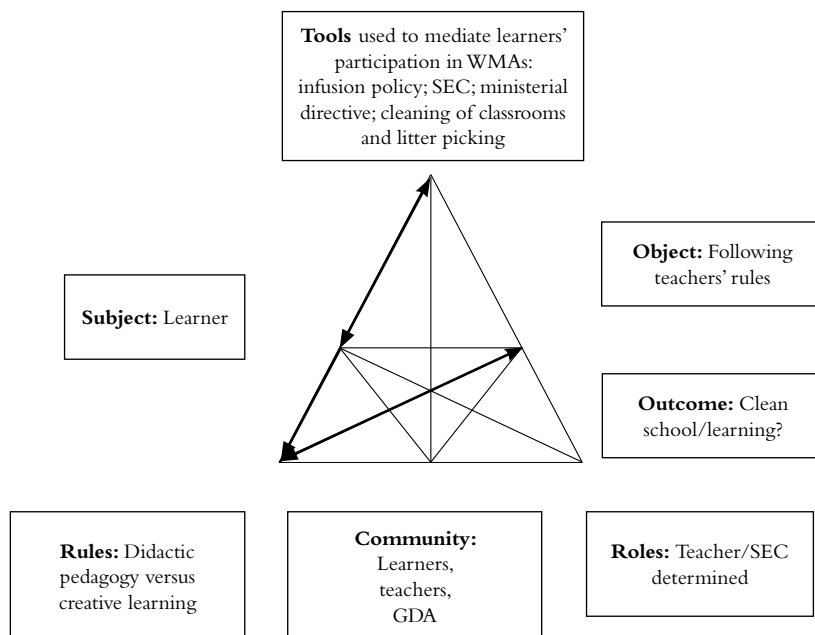 Tools used to mediate learners’
participation in WMAs:
infusion policy; SEC; ministerial
directive; cleaning of classrooms
and litter picking
Object: Following
teachers’ rules
Subject: Learner
Outcome: Clean
school/learning?
Rules: Didactic
pedagogy versus
creative learning
Community:
Learners,
teachers,
GDA
Roles: Teacher/SEC
determined